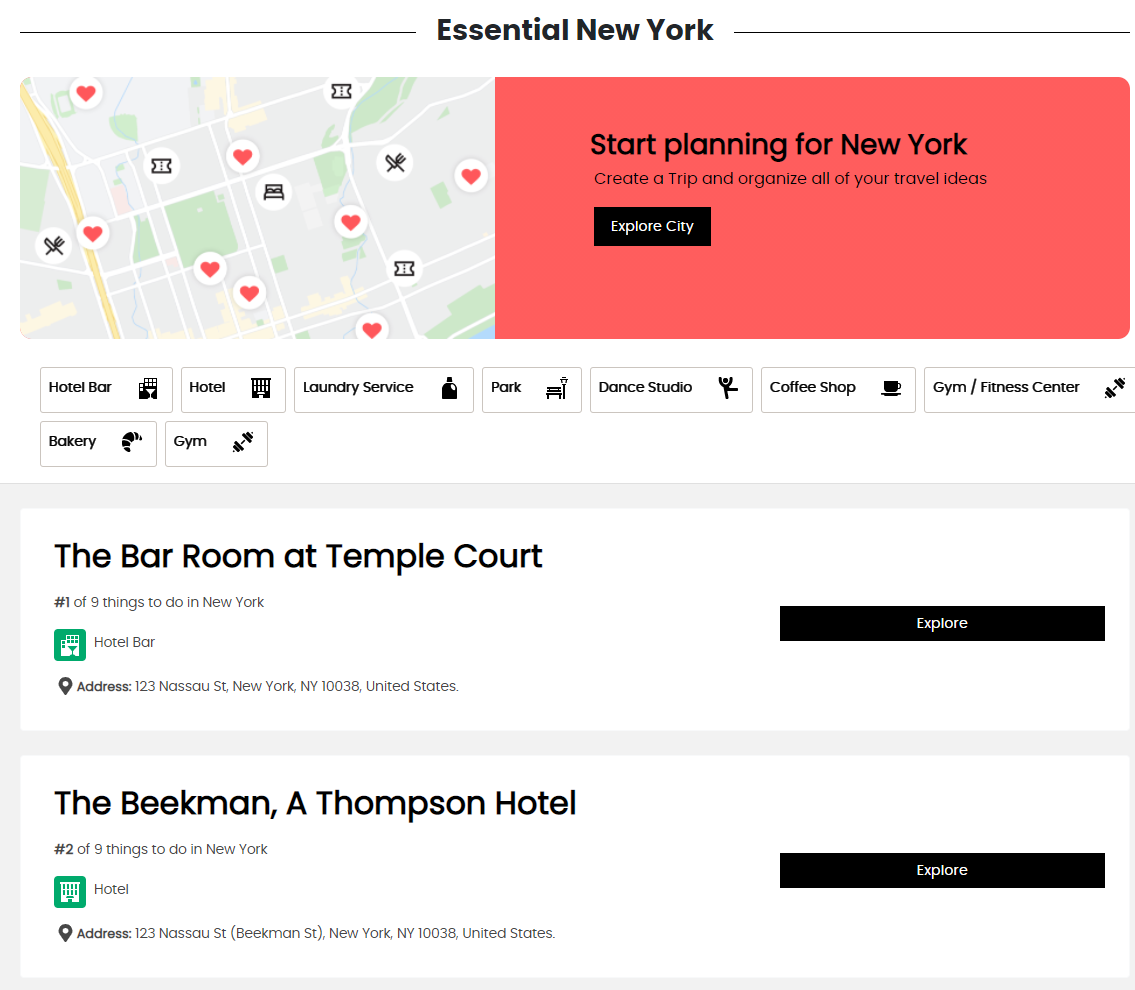 Essential New York
Start planning for New York
Create a Trip and organize all of your travel ideas
Explore City
Hotel Bar
Hotel
Laundry Service
Park
Dance Studio
Coffee Shop
Gym / Fitness Center
Bakery
Gym
The Bar Room at Temple Court
#1 of 9 things to do in New York
Hotel Bar
Address: 123 Nassau St, New York, NY 10038, United States.
Explore
The Beekman, A Thompson Hotel
#2 of 9 things to do in New York
Hotel
Address: 123 Nassau St (Beekman St), New York, NY 10038, United States.
Explore